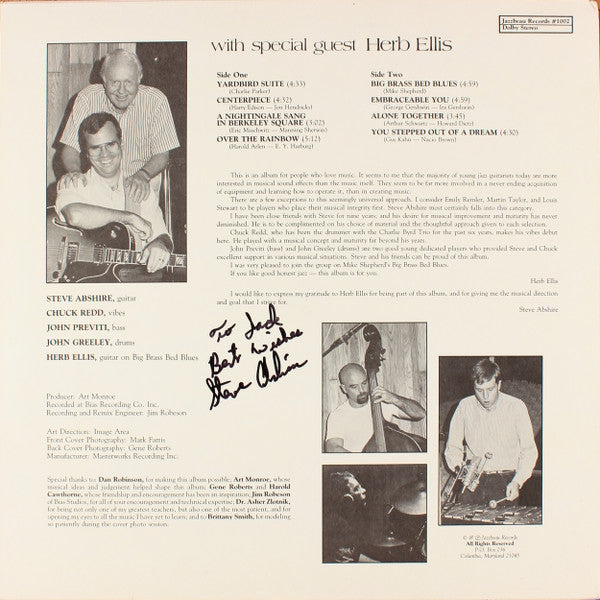 Jazzbeau Records #1002
Dolby Stereo
with special guest Herb Ellis
Side One
YARDBIRD SUITE (4:33)
(Charlie Parker)
CENTERPIECE (4:32)
(Harry Edison — Jon Hendricks)
A NIGHTINGALE SANG
IN BERKELEY SQUARE (5:02)
(Eric Maschwitz — Manning Sherwin)
OVER THE RAINBOW (5:12)
(Harold Arlen — E. Y. Harburg)
Side Two
BIG BRASS BED BLUES (4:59)
(Mike Shepherd)
EMBRACEABLE YOU (4:59)
(George Gershwin — Ira Gershwin)
ALONE TOGETHER (3:45)
(Arthur Schwartz — Howard Dietz)
YOU STEPPED OUT OF A DREAM (4:30)
(Gus Kahn — Nacio Brown)
This is an album for people who love music. It seems to me that the majority of young jazz guitarists today are more
interested in musical sound effects than the music itself. They seem to be far more involved in a never ending acquisition
of equipment and learning how to operate it, than in creating music.
There are a few exceptions to this seemingly universal approach. I consider Emily Remler, Martin Taylor, and Louis
Stewart to be players who place their musical integrity first. Steve Abshire most certainly falls into this category.
I have been close friends with Steve for nine years, and his desire for musical improvement and maturity has never
diminished. He is to be complimented on his choice of material and the thoughtful approach given to each selection.
Chuck Redd, who has been the drummer with the Charlie Byrd Trio for the past six years, makes his vibes debut
here. He played with a musical concept and maturity far beyond his years.
John Previti (bass) and John Greeley (drums) are two good young dedicated players who provided Steve and Chuck
excellent support in various musical situations. Steve and his friends can be proud of this album.
I was very pleased to join the group on Mike Shepherd's Big Brass Bed Blues.
If you like good honest jazz — this album is for you.
Herb Ellis
I would like to express my gratitude to Herb Ellis for being part of this album, and for giving me the musical direction
and goal that I strive for.
Steve Abshire
STEVE ABSHIRE, guitar
CHUCK REDD, vibes
JOHN PREVITI, bass
JOHN GREELEY, drums
HERB ELLIS, guitar on Big Brass Bed Blues
To Jack
Best Wishes
Steve Abshire
Producer: Art Monroe
Recorded at Bias Recording Co. Inc.
Recording and Remix Engineer: Jim Robeson
Art Direction: Image Area
Front Cover Photography: Mark Farris
Back Cover Photography: Gene Roberts
Manufacturer: Masterworks Recording Inc.
Special thanks to: Dan Robinson, for making this album possible; Art Monroe, whose
musical ideas and judgement helped shape this album; Gene Roberts and Harold
Cawthorne, whose friendship and encouragement has been an inspiration; Jim Robeson
of Bias Studios, for all of your encouragement and technical expertise; Dr. Asher Zlotnik,
for being not only one of my greatest teachers, but also one of the most patient, and for
opening my eyes to all the music I have yet to learn; and to Brittany Smith, for modeling
so patiently during the cover photo session.
© ℗ Jazzbeau Records
All Rights Reserved
P.O. Box 236
Columbia, Maryland 21045